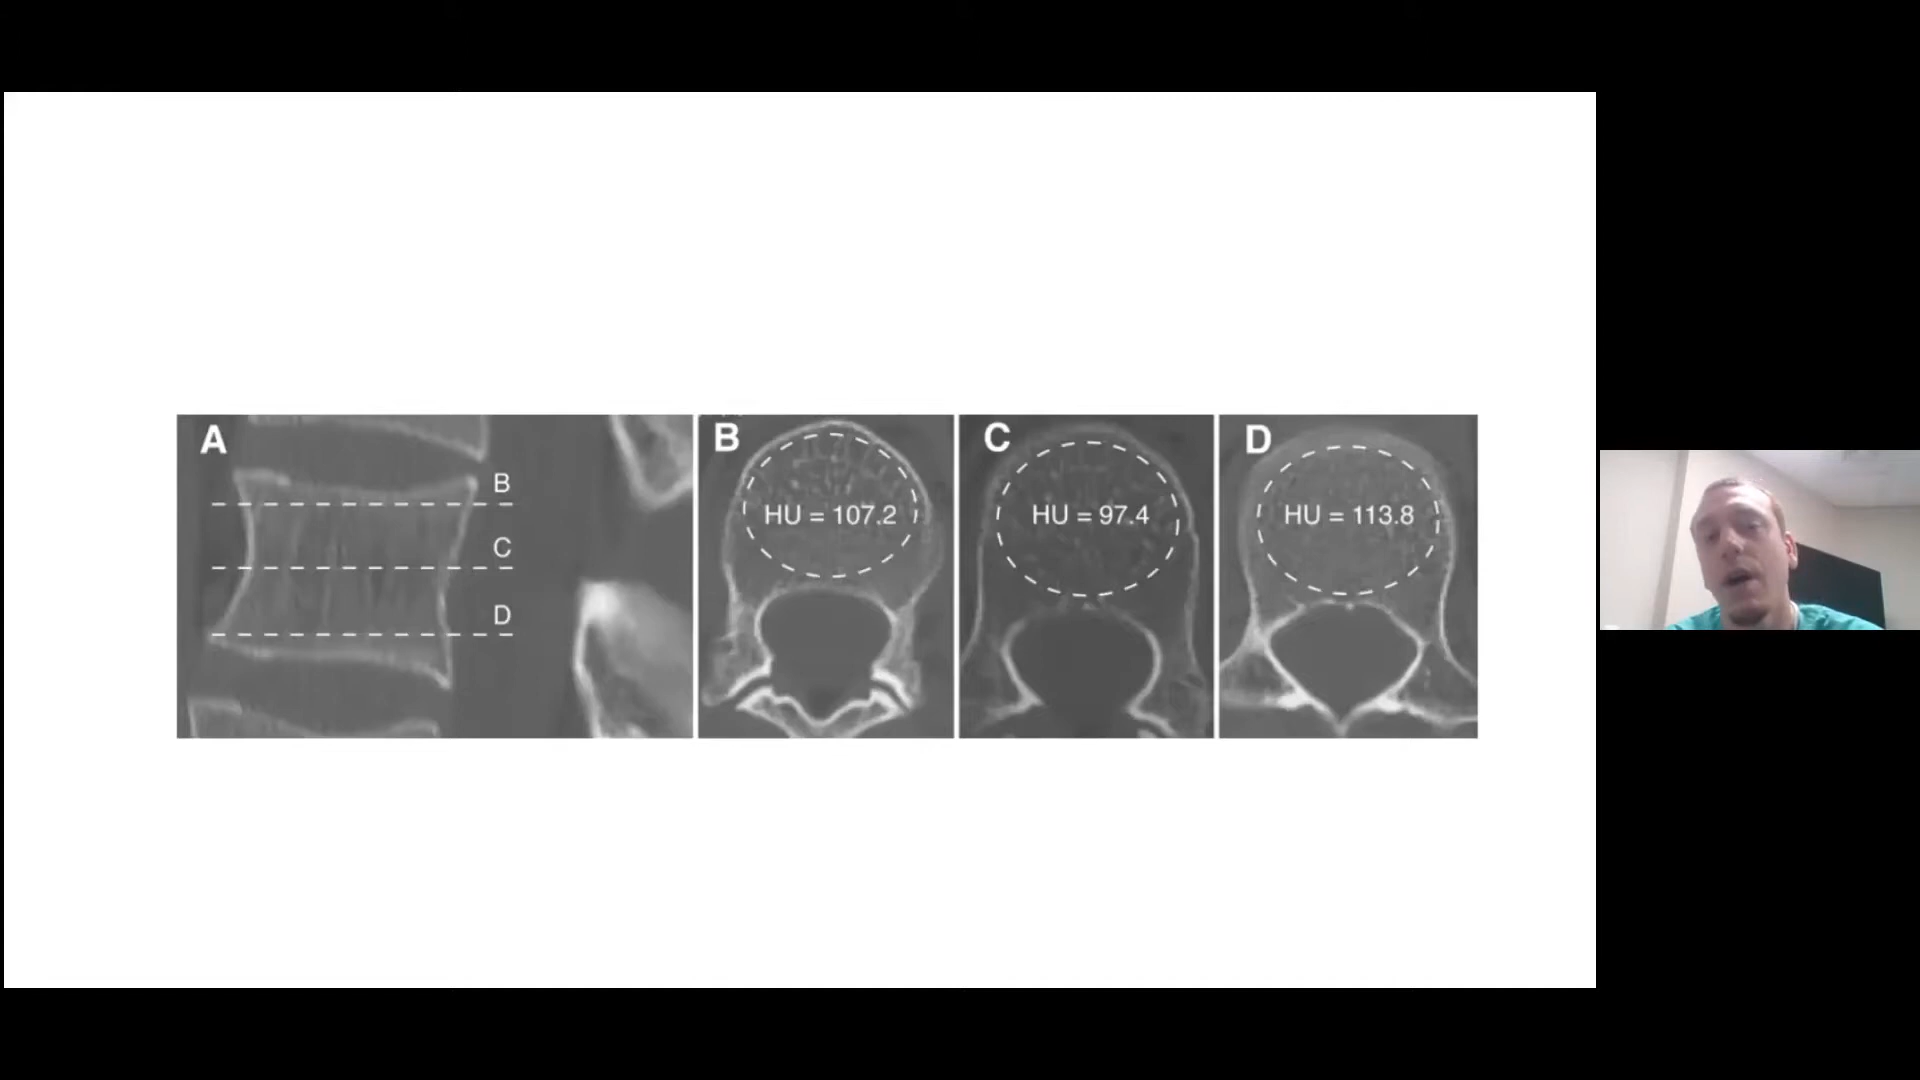 A
B
C
D
B
HU = 107.2
C
HU = 97.4
D
HU = 113.8